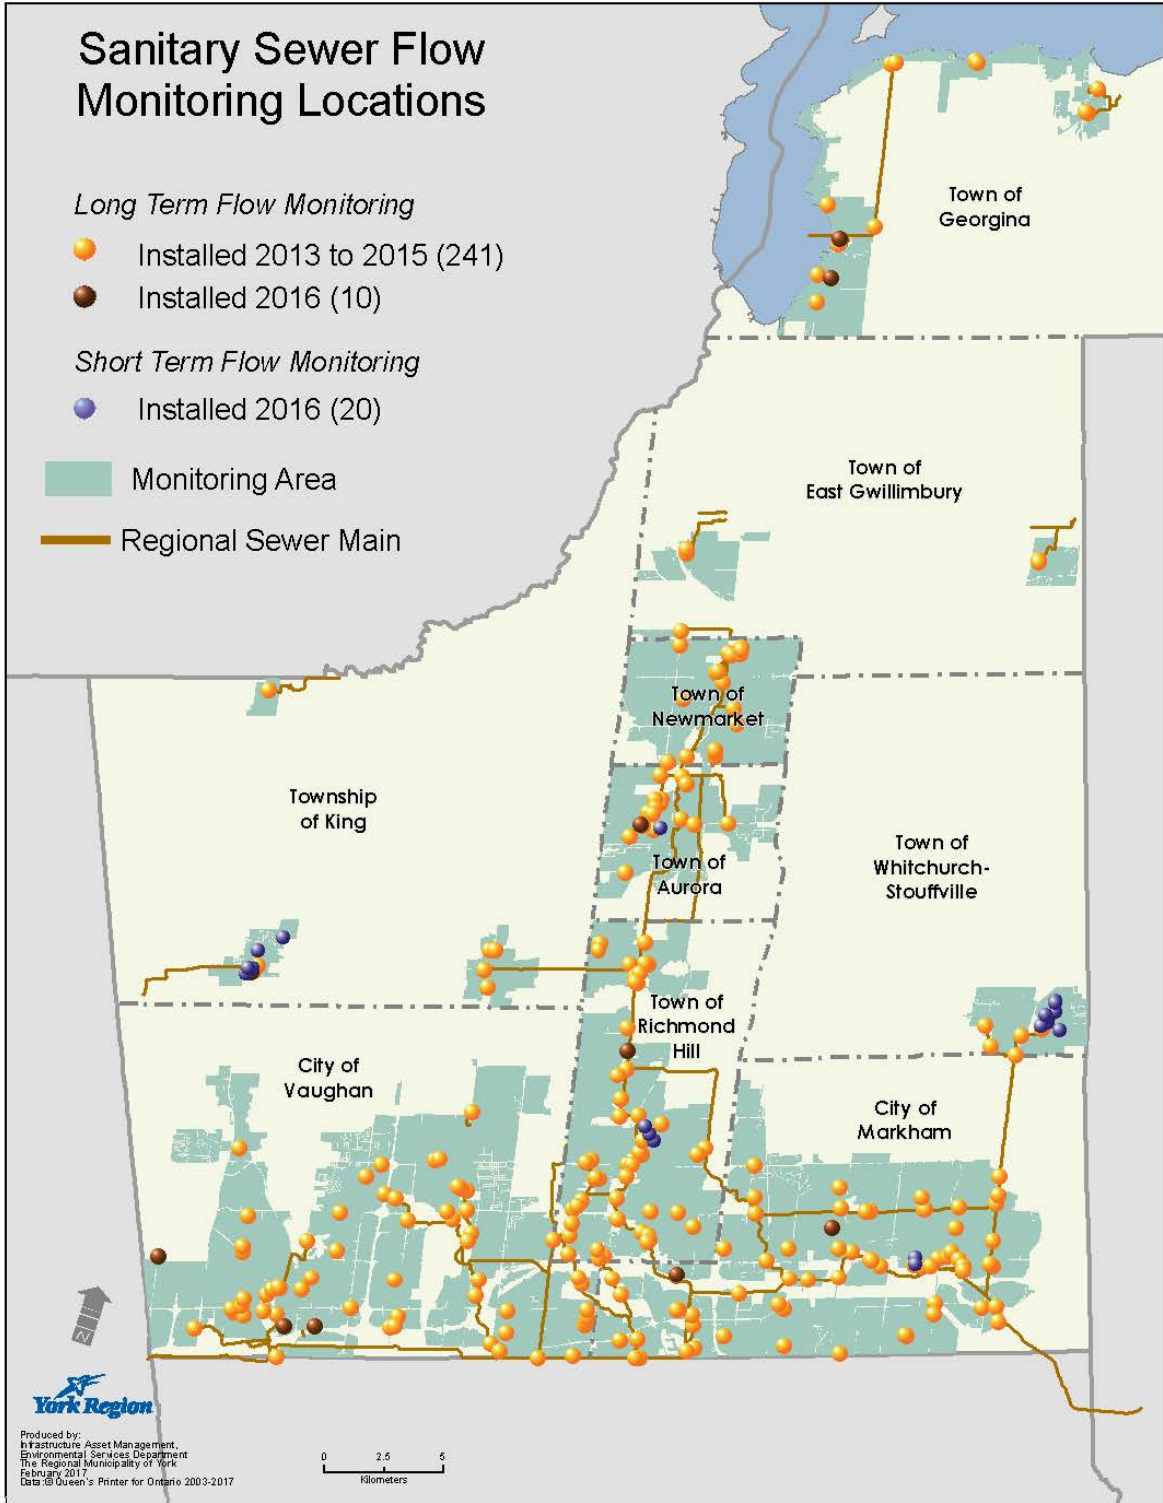 Sanitary Sewer Flow
Monitoring Locations
Long Term Flow Monitoring
Installed 2013 to 2015 (241)
Installed 2016 (10)
Short Term Flow Monitoring
Installed 2016 (20)
Monitoring Area
Regional Sewer Main
Town of
Georgina
Town of
East Gwillimbury
Town of
Newmarket
Township
of King
Town of
Aurora
Town of
Whitchurch-
Stouffville
Town of
Richmond
Hill
City of
Vaughan
City of
Markham
N
York Region
Produced by:
Infrastructure Asset Management,
Environmental Services Department
The Regional Municipality of York
February 2017
Data:© Queen's Printer for Ontario 2003-2017
0 2.5 5
Kilometers